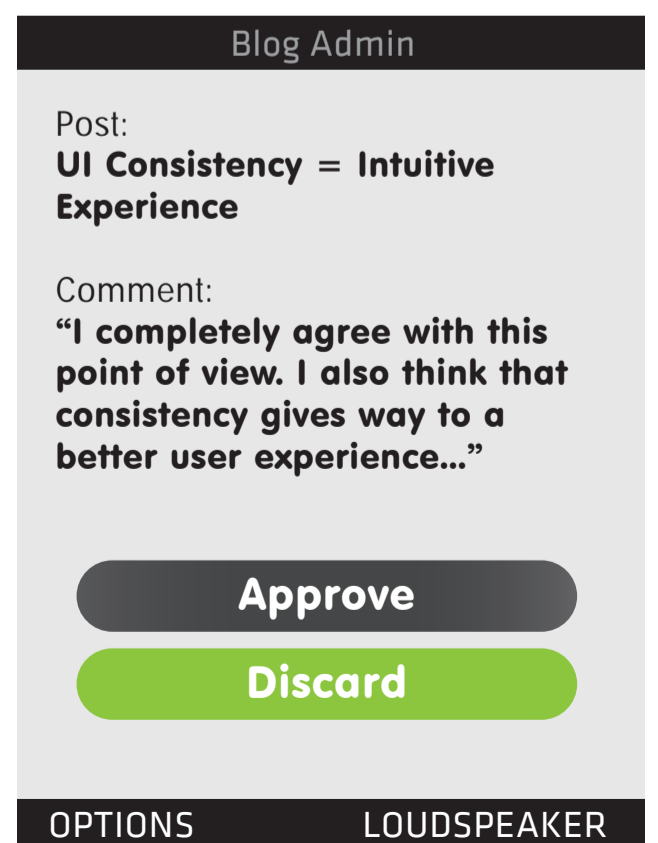 Blog Admin
Post:
UI Consistency = Intuitive
Experience
Comment:
“I completely agree with this
point of view. I also think that
consistency gives way to a
better user experience...”
Approve
Discard
OPTIONS LOUDSPEAKER